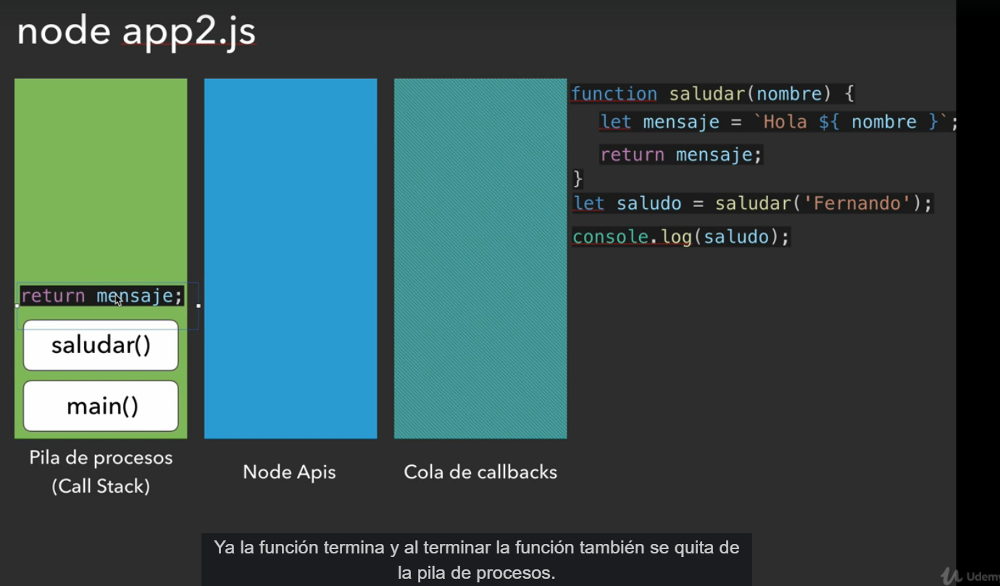 node app2.js
function saludar(nombre) {
let mensaje = `Hola ${ nombre }`;
return mensaje;
}
let saludo = saludar('Fernando');
console.log(saludo);
return mensaje;
saludar()
main()
Pila de procesos
(Call Stack)
Node Apis
Cola de callbacks
Ya la función termina y al terminar la función también se quita de
la pila de procesos.
Udemy